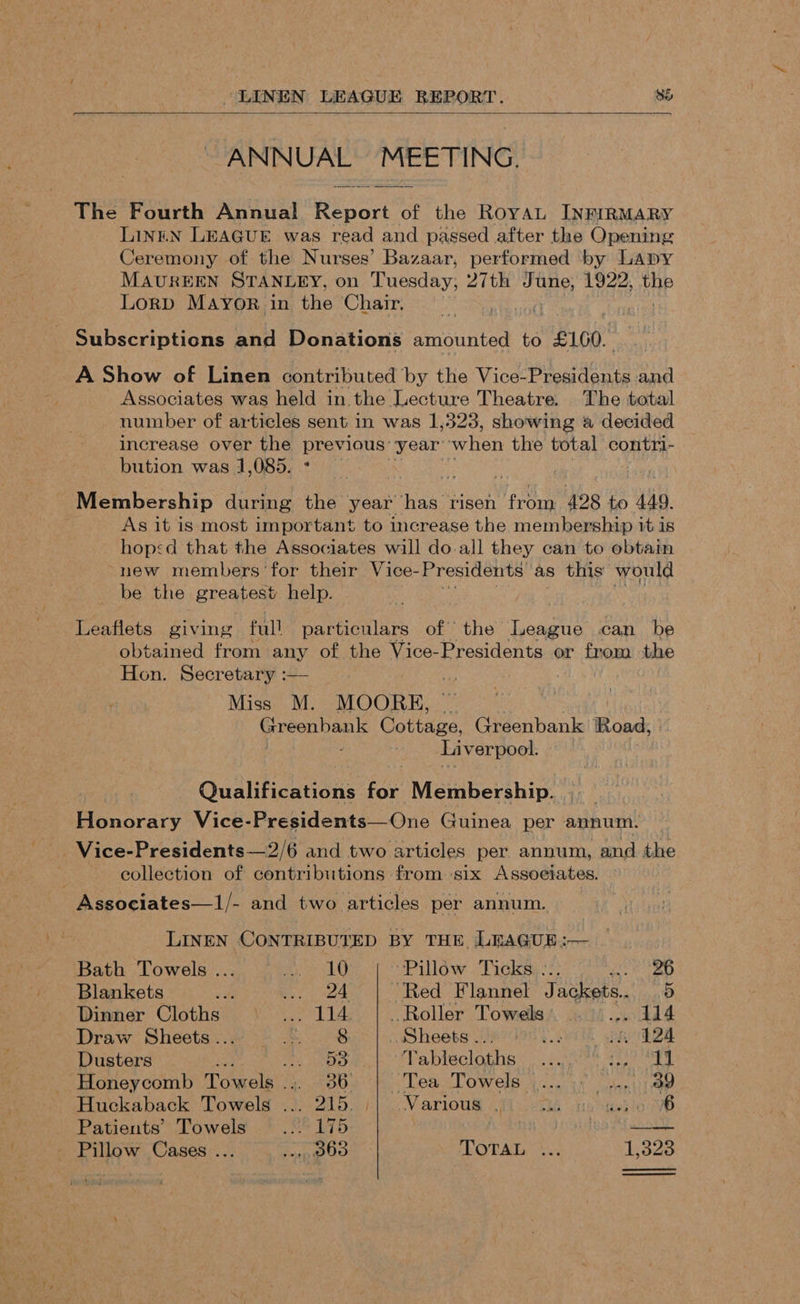 LINEN LEAGUE REPORT. 85
ANNUAL MEETING.
The Fourth Annual Report of the ROYAL INFIRMARY
LINEN LEAGUE was read and passed after the Opening
Ceremony of the Nurses' Bazaar, performed by LADY
MAUREEN STANLEY, on Tuesday, 27th June, 1922, the
LORD MAYOR in the Chair.
Subscriptions and Donations amounted to £160.
A Show of Linen contributed by the Vice-Presidents and
Associates was held in the Lecture Theatre. The total
number of articles sent in was 1,323, showing a decided
increase over the previous year when the total contri-
bution was 1,085.
Membership during the year has risen from 428 to 449.
As it is most important to increase the membership it is
hoped that the Associates will do all they can to obtain
new members for their Vice-Presidents as this would
be the greatest help.
Leaflets giving full particulars of the League can be
obtained from any of the Vice-Presidents or from the
Hon. Secretary :—
Miss M. MOORE,
Greenbank Cottage, Greenbank Road,
Liverpool.
Qualifications for Membership.
Honorary Vice-Presidents—One Guinea per annum.
Vice-Presidents—2/6 and two articles per annum, and the
collection of contributions from six Associates.
Associates—1/- and two articles per annum.
LINEN CONTRIBUTED BY THE LEAGUE :—
Bath Towels ... ... 10
Blankets ... ... 24
Dinner Cloths ... 114
Draw Sheets ... ... 8
Dusters ... ... 53
Honeycomb Towels ... 36
Huckaback Towels ... 215
Patients' Towels ... 175
Pillow Cases ... ... 363
Pillow Ticks ... ... 26
Red Flannel Jackets.. 5
Roller Towels ... 114
Sheets ... ... 124
Tablecloths ... ... 11
Tea Towels ... ... 39
Various ... ... 6
TOTAL ... 1,323